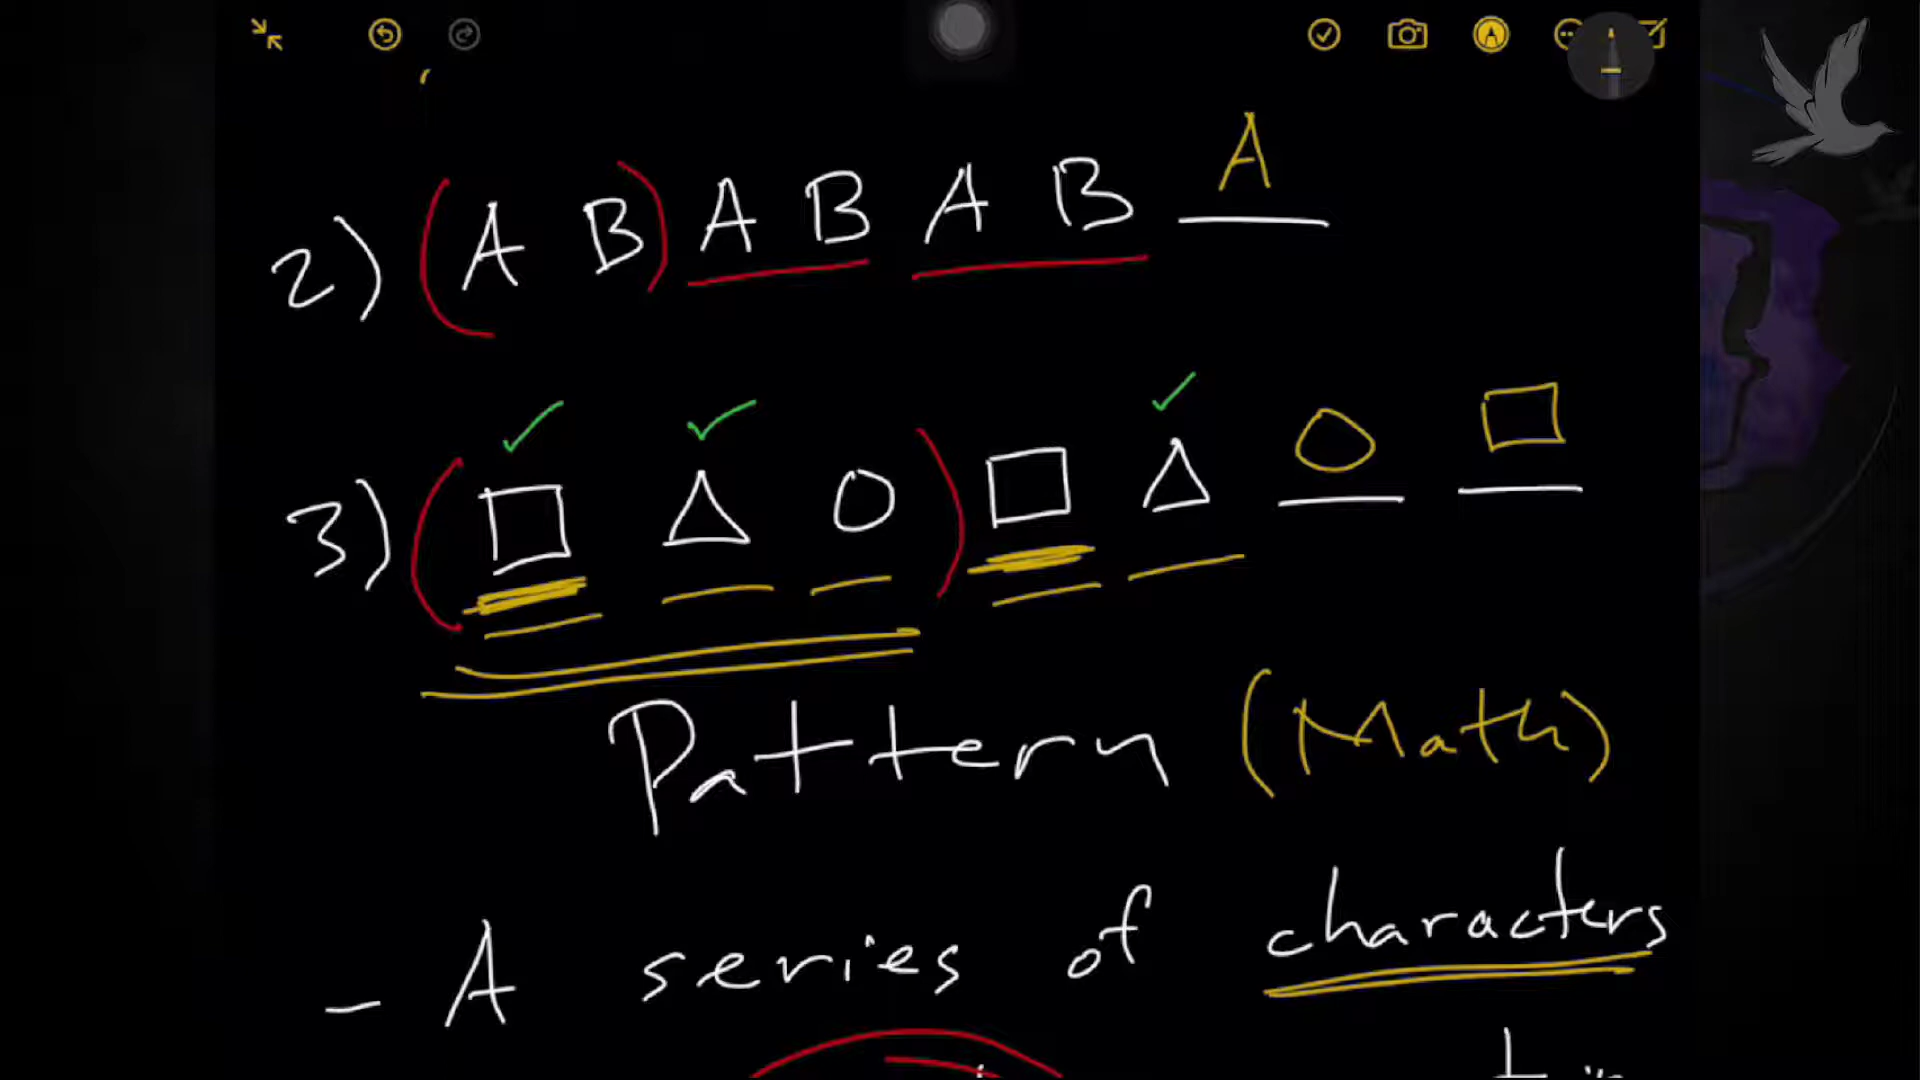 2) (A B) A B A B A
3) ( )
Pattern (Math)
- A series of characters